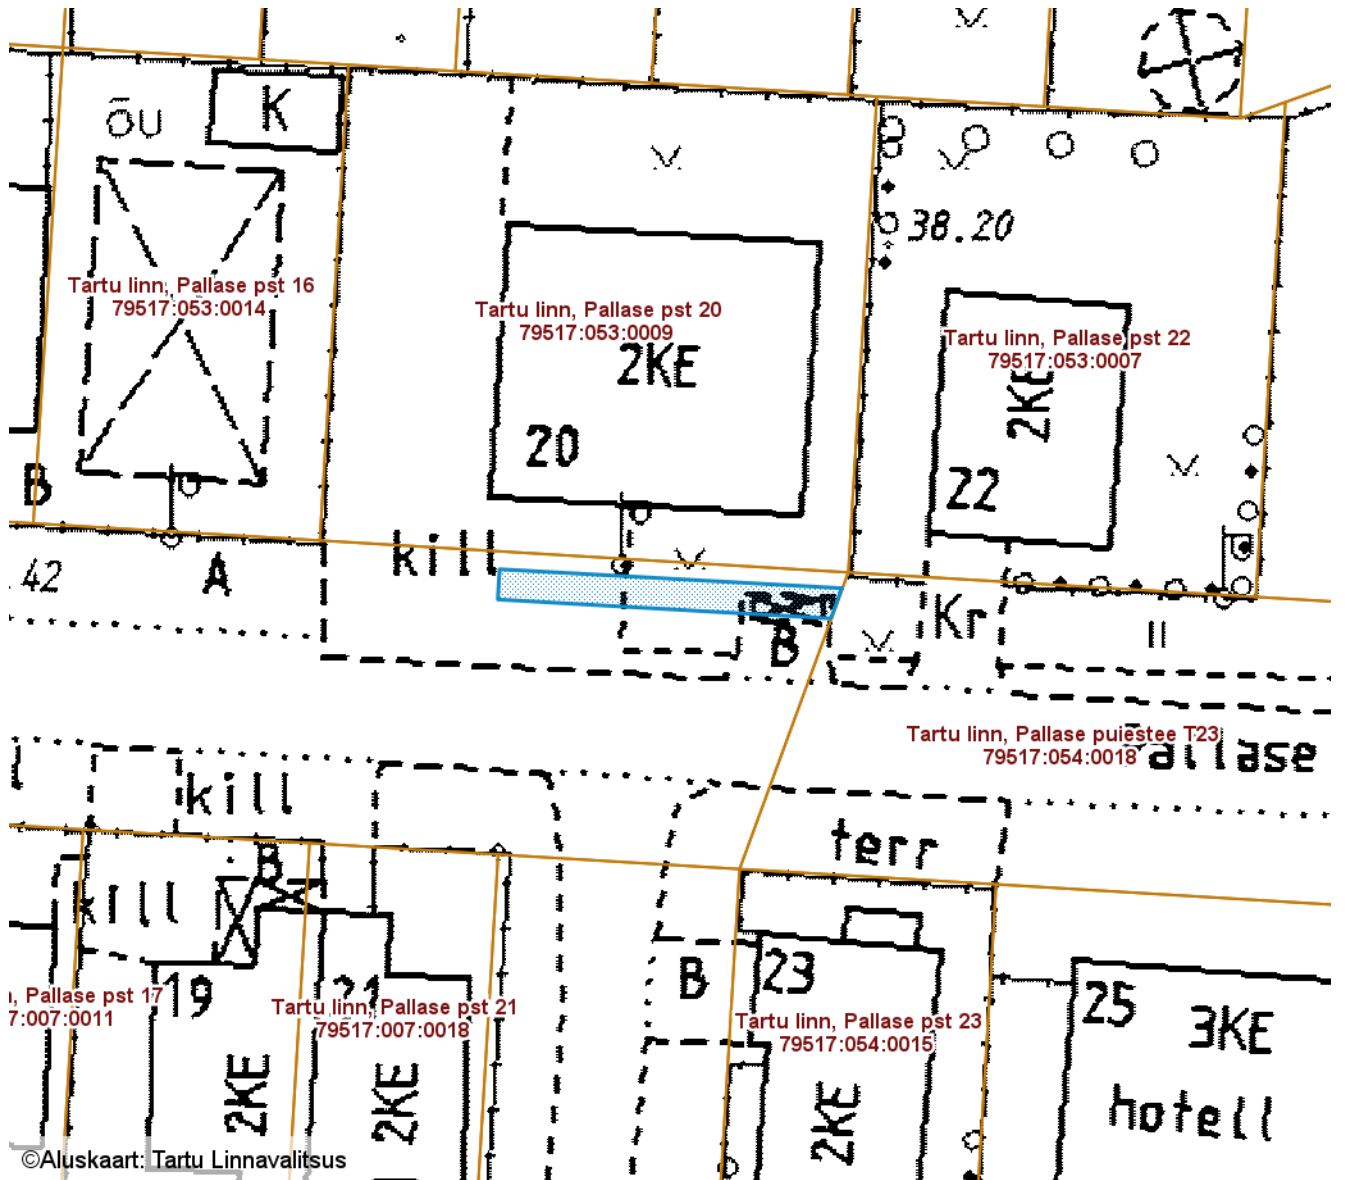 K
õu
38.20
Tartu linn, Pallase pst 16
79517:053:0014
Tartu linn, Pallase pst 20
79517:053:0009
2KE
Tartu linn, Pallase pst 22
79517:053:0007
2KE
20
22
B
kill
42
A
Kr
B
II
Tartu linn, Pallase puiestee T23
79517:054:0018
Pallase
kill
terr
B
kill
B
23
19
21
25
3KE
, Pallase pst 17
7:007:0011
Tartu linn, Pallase pst 21
79517:007:0018
Tartu linn, Pallase pst 23
79517:054:0015
2KE
2KE
2KE
hotell
©Aluskaart: Tartu Linnavalitsus